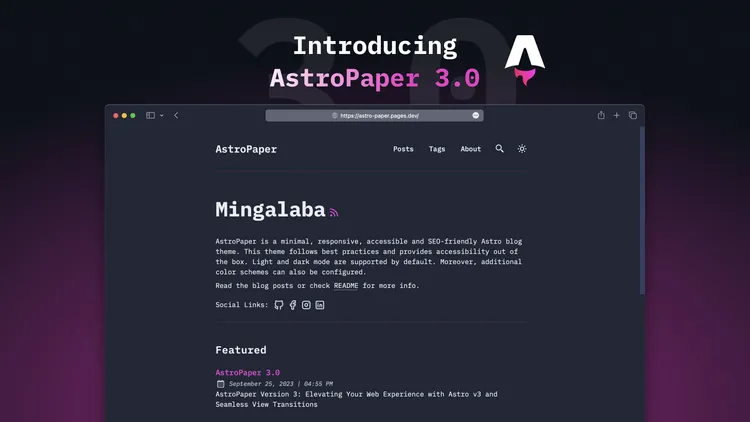 3.0
Introducing
AstroPaper 3.0
https://astro-paper.pages.dev/
AstroPaper
Posts Tags About
Mingalaba
AstroPaper is a minimal, responsive, accessible and SEO-friendly Astro blog
theme. This theme follows best practices and provides accessibility out of
the box. Light and dark mode are supported by default. Moreover, additional
color schemes can also be configured.
Read the blog posts or check README for more info.
Social Links:
Featured
AstroPaper 3.0
September 25, 2023 | 04:55 PM
AstroPaper Version 3: Elevating Your Web Experience with Astro v3 and
Seamless View Transitions